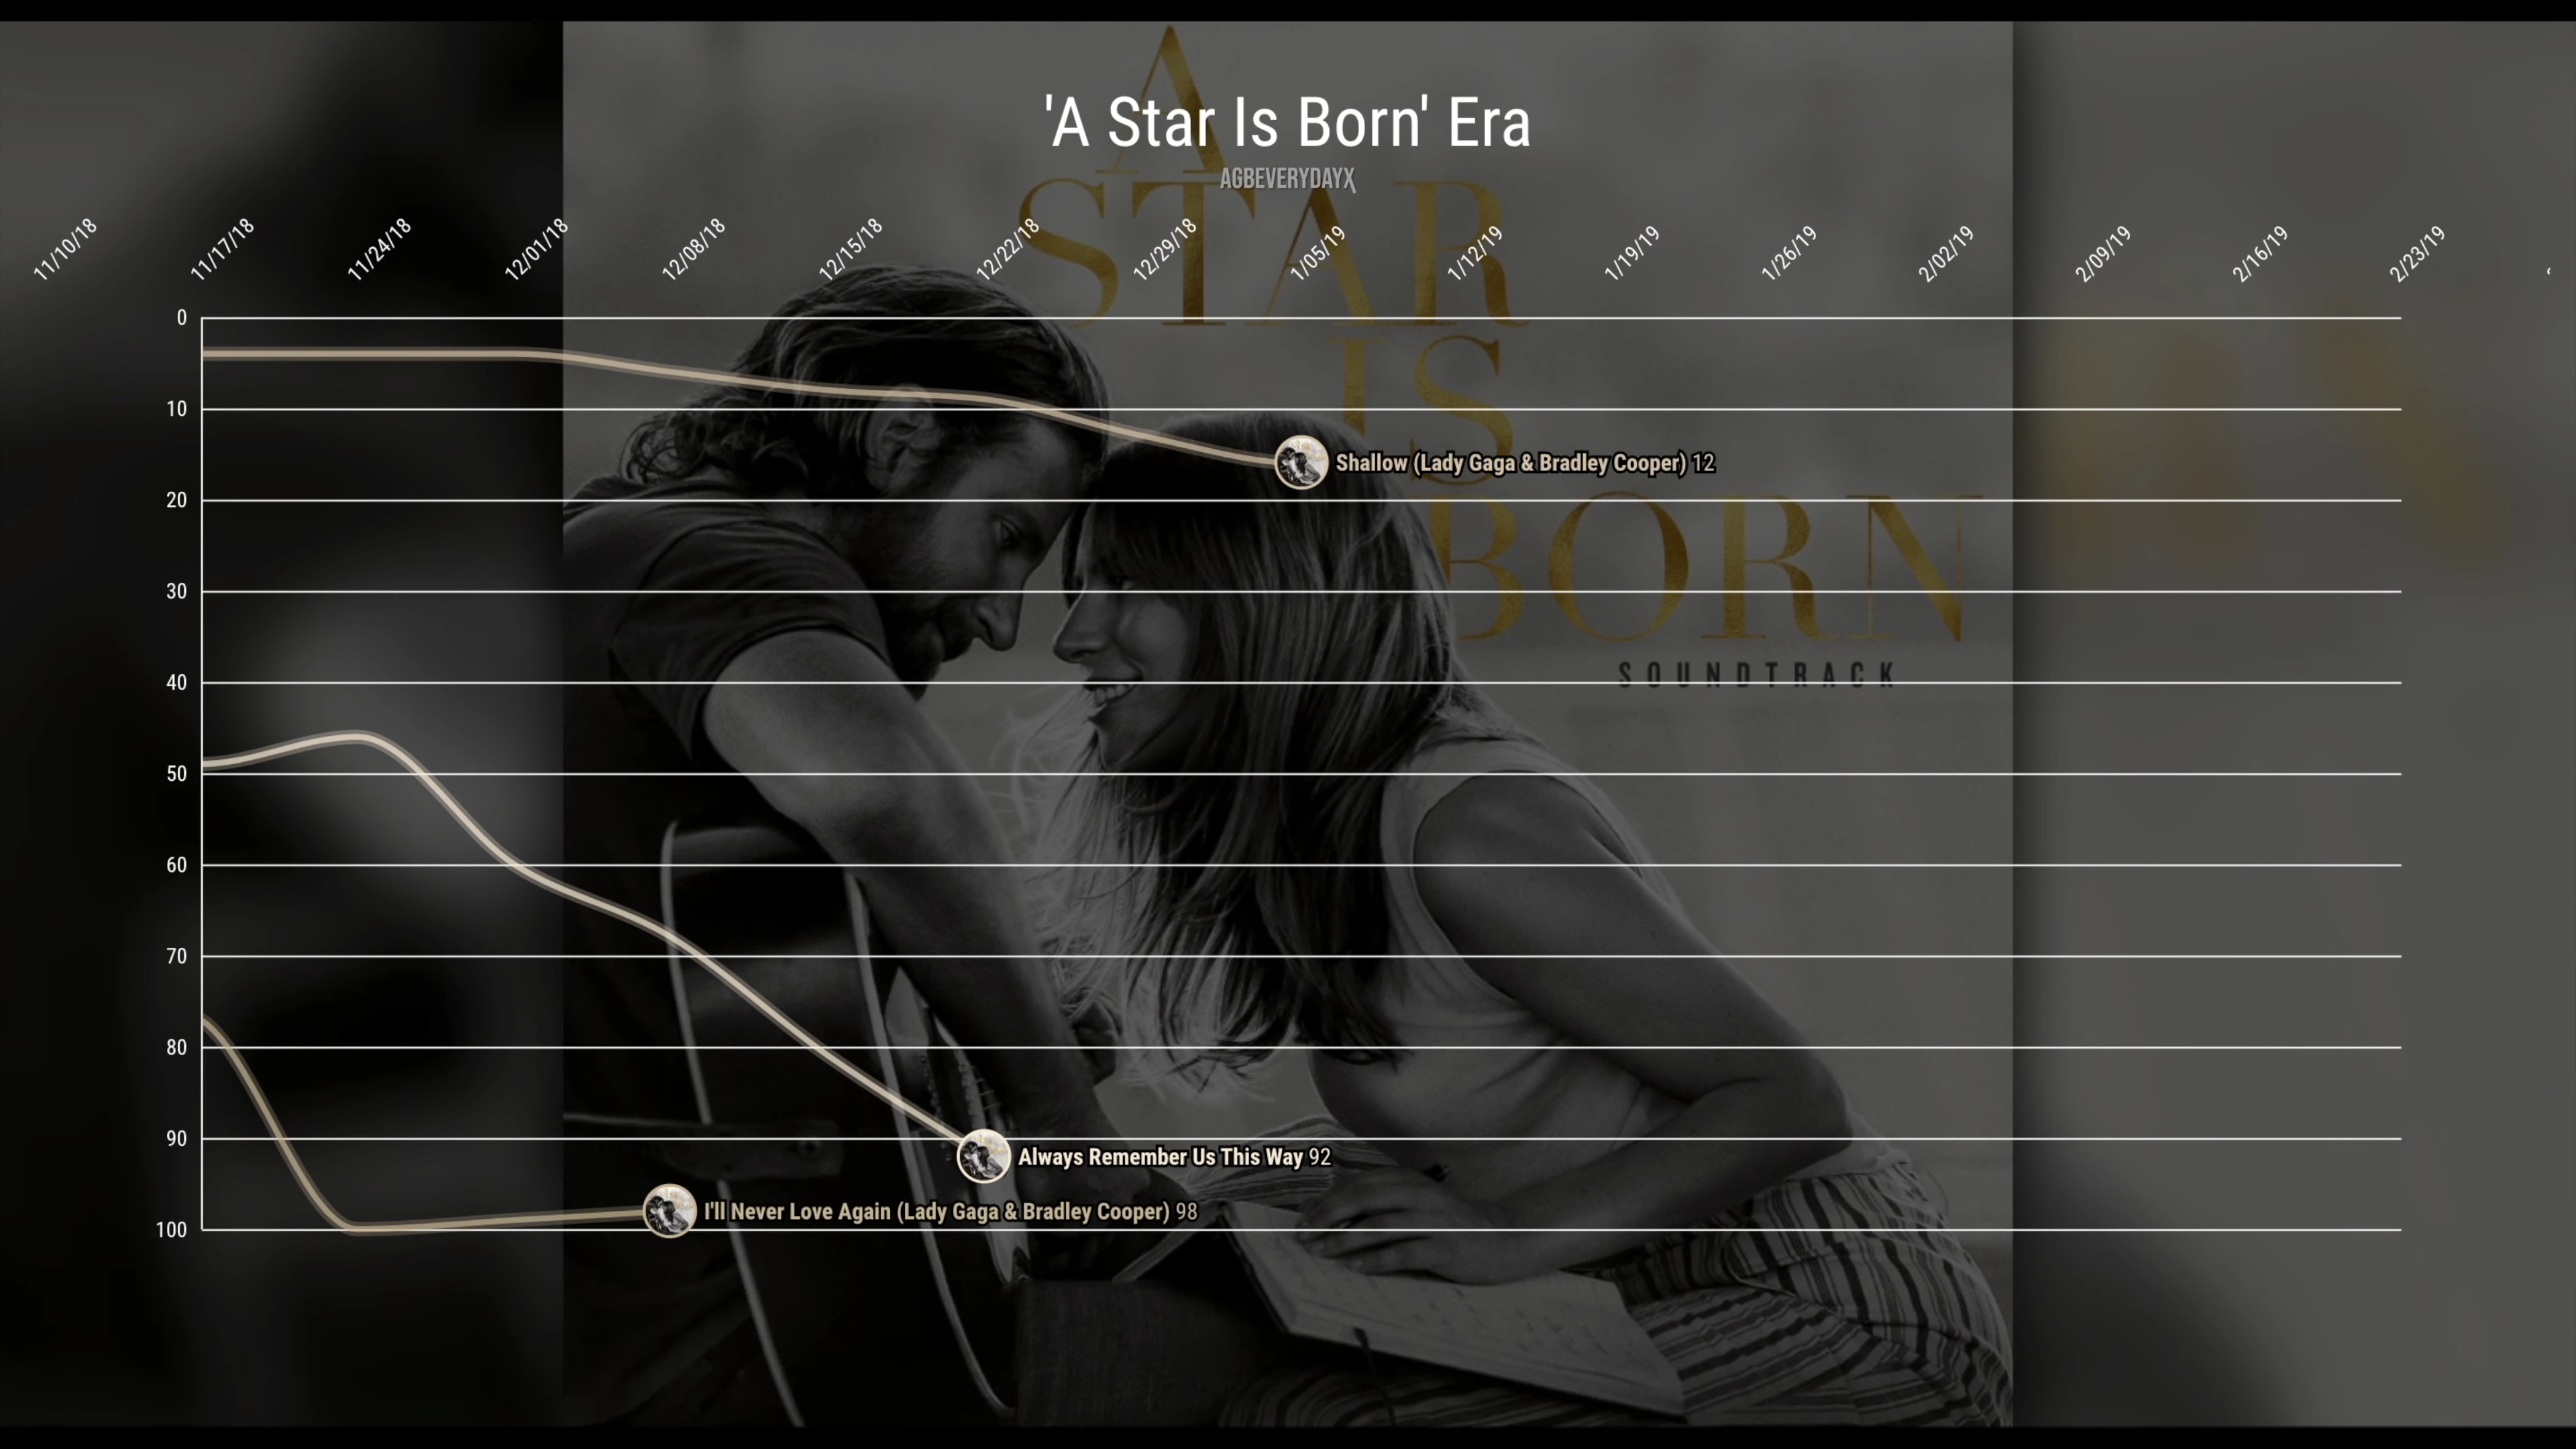 'A Star Is Born' Era
AGBEVERYDAYX
A
STAR
IS
BORN
SOUNDTRACK
11/10/18
11/17/18
11/24/18
12/01/18
12/08/18
12/15/18
12/22/18
12/29/18
1/05/19
1/12/19
1/19/19
1/26/19
2/02/19
2/09/19
2/16/19
2/23/19
0
10
Shallow (Lady Gaga & Bradley Cooper) 12
20
30
40
50
60
70
80
90
Always Remember Us This Way 92
I'll Never Love Again (Lady Gaga & Bradley Cooper) 98
100